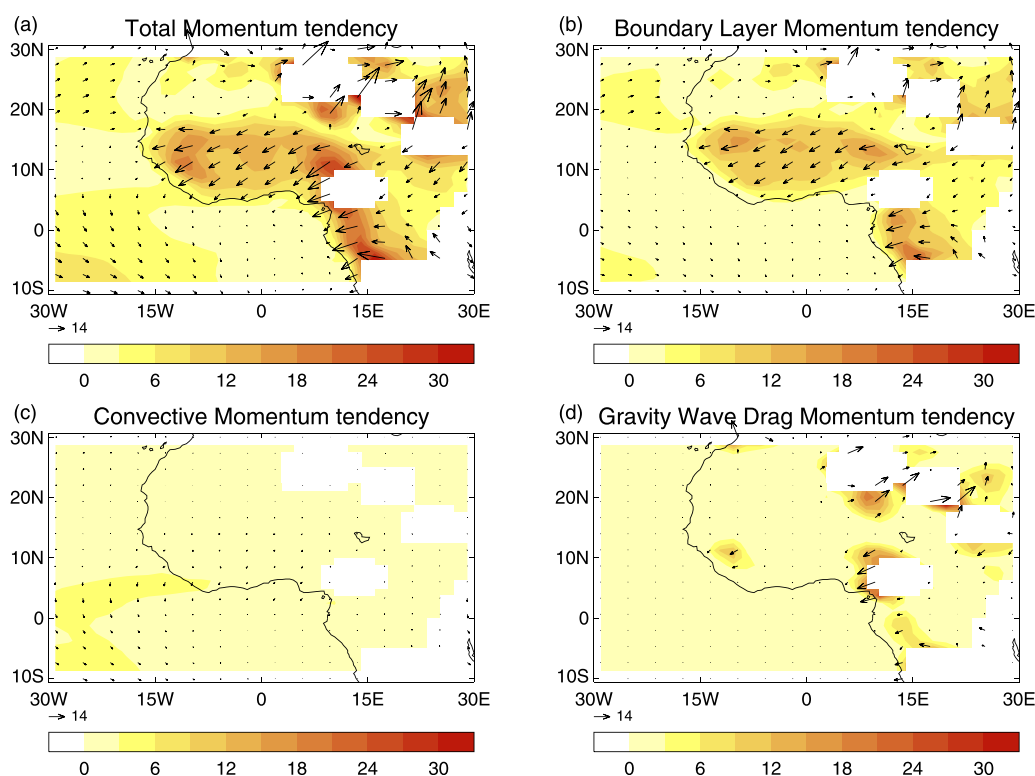 (a) Total Momentum tendency
30N
20N
10N
0
10S
30W 15W 0 15E 30E
14
0 6 12 18 24 30
(b) Boundary Layer Momentum tendency
30N
20N
10N
0
10S
30W 15W 0 15E 30E
14
0 6 12 18 24 30
(c) Convective Momentum tendency
30N
20N
10N
0
10S
30W 15W 0 15E 30E
14
0 6 12 18 24 30
(d) Gravity Wave Drag Momentum tendency
30N
20N
10N
0
10S
30W 15W 0 15E 30E
14
0 6 12 18 24 30